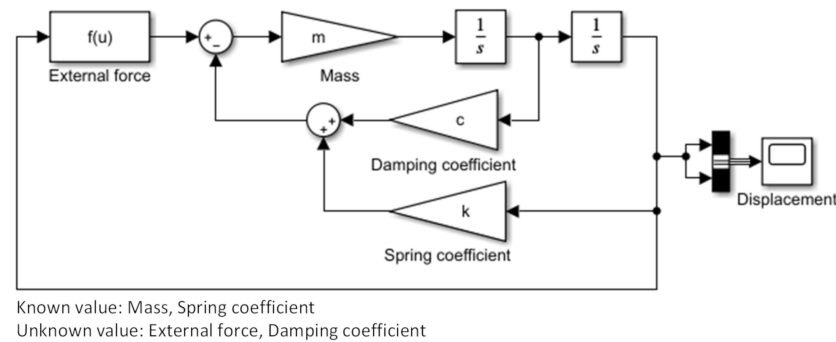 f(u)
External force
+
-
m
Mass
1
s
1
s
+
+
c
Damping coefficient
k
Spring coefficient
Displacement
Known value: Mass, Spring coefficient
Unknown value: External force, Damping coefficient